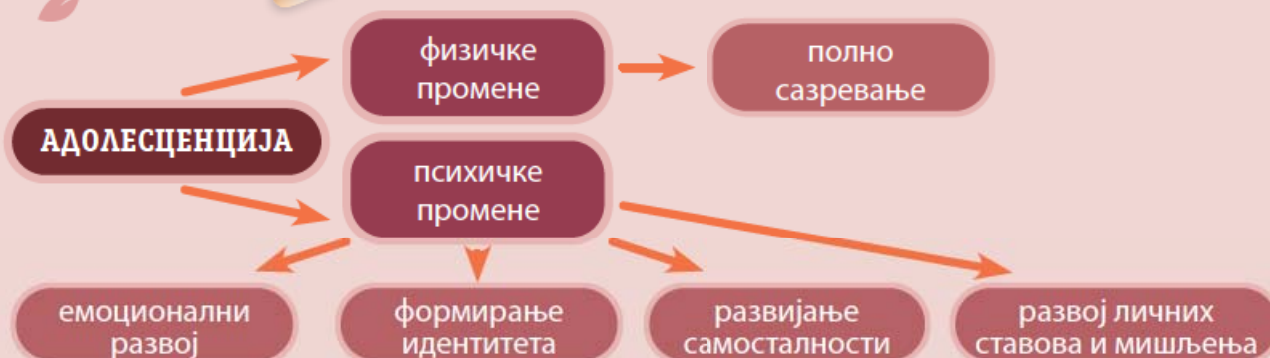 физичке
промене
полно
сазревање
АДОЛЕСЦЕНЦИЈА
психичке
промене
емоционални
развој
формирање
идентитета
развијање
самосталности
развој личних
ставова и мишљења